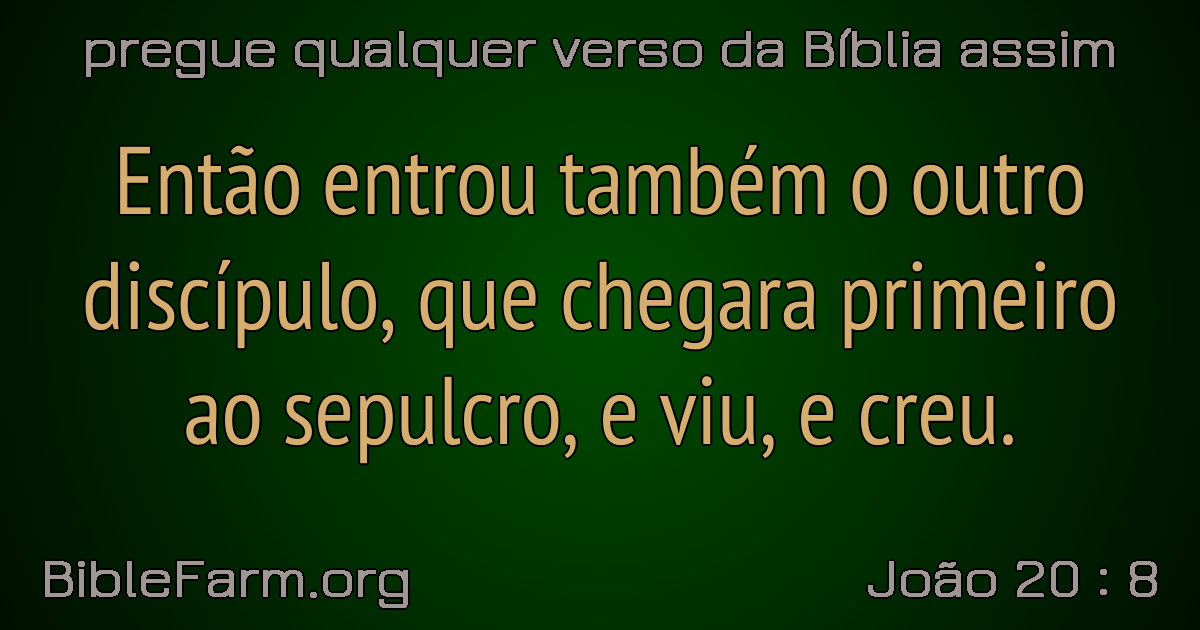 pregue qualquer verso da Bíblia assim
Então entrou também o outro
discípulo, que chegara primeiro
ao sepulcro, e viu, e creu.
BibleFarm.org
João 20 : 8